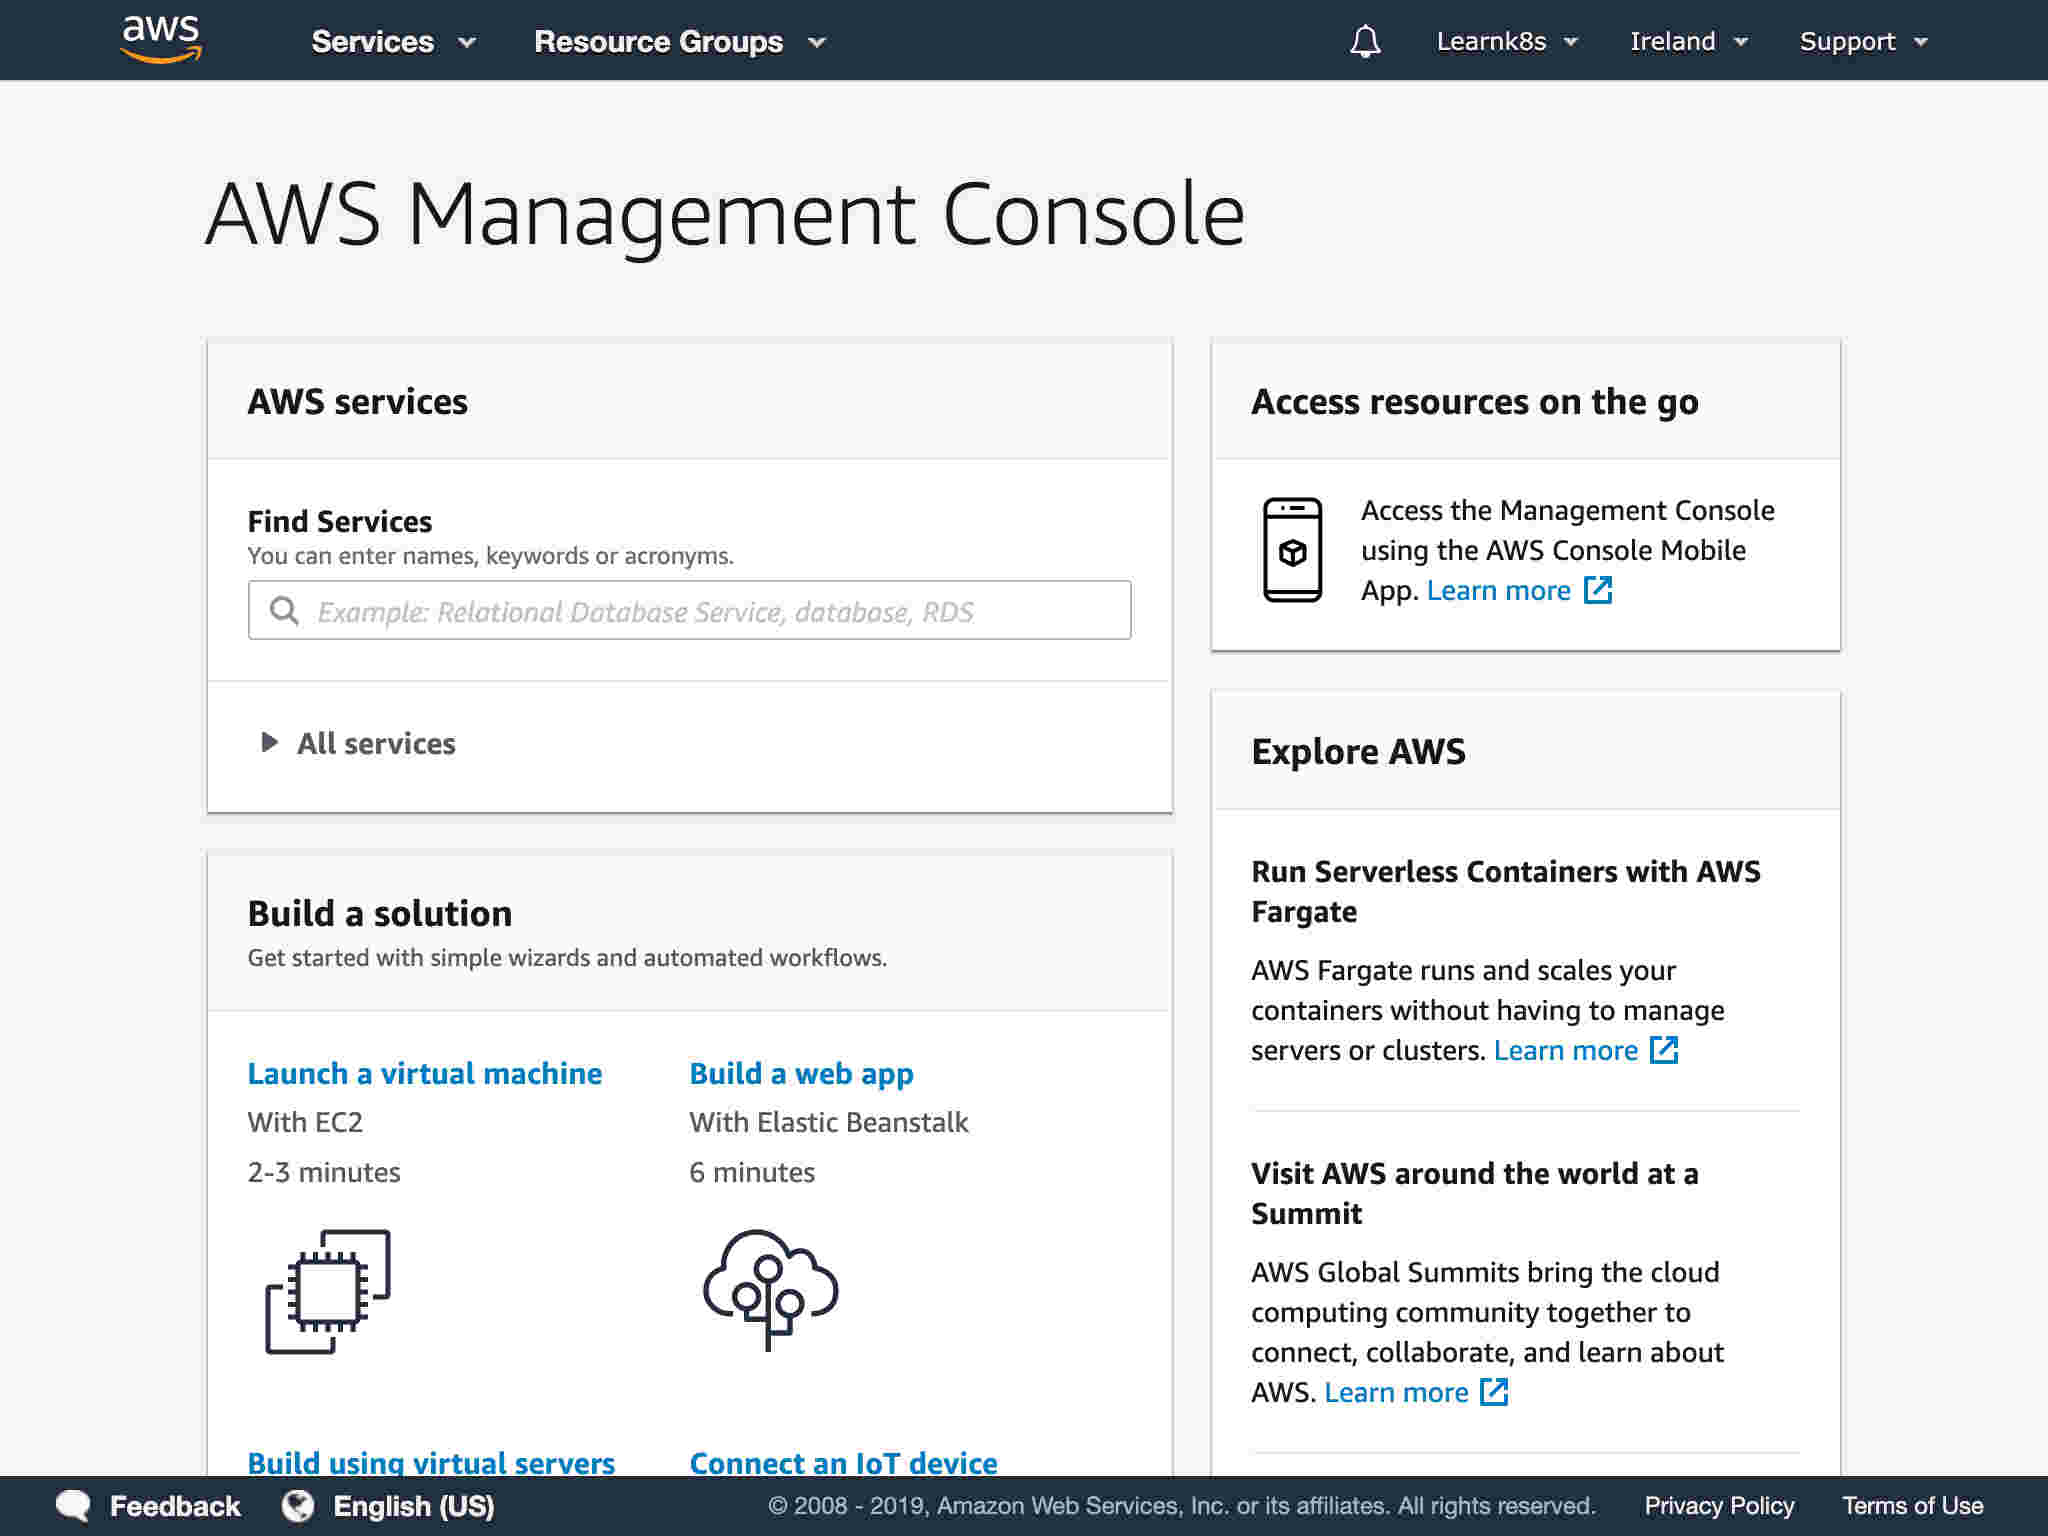 aws Services Resource Groups Learnk8s Ireland Support
AWS Management Console
AWS services
Find Services
You can enter names, keywords or acronyms.
Example: Relational Database Service, database, RDS
All services
Build a solution
Get started with simple wizards and automated workflows.
Launch a virtual machine
With EC2
2-3 minutes
Build a web app
With Elastic Beanstalk
6 minutes
Build using virtual servers
Connect an IoT device
Access resources on the go
Access the Management Console
using the AWS Console Mobile
App. Learn more
Explore AWS
Run Serverless Containers with AWS
Fargate
AWS Fargate runs and scales your
containers without having to manage
servers or clusters. Learn more
Visit AWS around the world at a
Summit
AWS Global Summits bring the cloud
computing community together to
connect, collaborate, and learn about
AWS. Learn more
Feedback English (US) © 2008 - 2019, Amazon Web Services, Inc. or its affiliates. All rights reserved. Privacy Policy Terms of Use